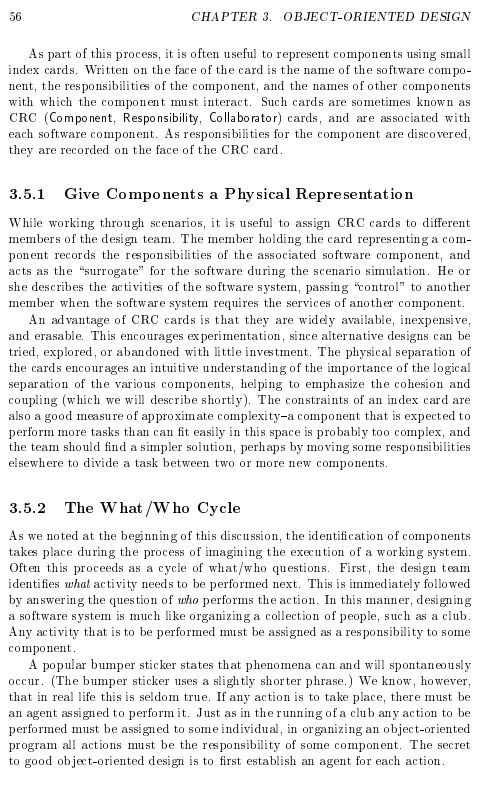 56 CHAPTER 3. OBJECT-ORIENTED DESIGN
As part of this process, it is often useful to represent components using small
index cards. Written on the face of the card is the name of the software compo-
nent, the responsibilities of the component, and the names of other components
with which the component must interact. Such cards are sometimes known as
CRC (Component, Responsibility, Collaborator) cards, and are associated with
each software component. As responsibilities for the component are discovered,
they are recorded on the face of the CRC card.
3.5.1 Give Components a Physical Representation
While working through scenarios, it is useful to assign CRC cards to different
members of the design team. The member holding the card representing a com-
ponent records the responsibilities of the associated software component, and
acts as the “surrogate” for the software during the scenario simulation. He or
she describes the activities of the software system, passing “control” to another
member when the software system requires the services of another component.
An advantage of CRC cards is that they are widely available, inexpensive,
and erasable. This encourages experimentation, since alternative designs can be
tried, explored, or abandoned with little investment. The physical separation of
the cards encourages an intuitive understanding of the importance of the logical
separation of the various components, helping to emphasize the cohesion and
coupling (which we will describe shortly). The constraints of an index card are
also a good measure of approximate complexity–a component that is expected to
perform more tasks than can fit easily in this space is probably too complex, and
the team should find a simpler solution, perhaps by moving some responsibilities
elsewhere to divide a task between two or more new components.
3.5.2 The What/Who Cycle
As we noted at the beginning of this discussion, the identification of components
takes place during the process of imagining the execution of a working system.
Often this proceeds as a cycle of what/who questions. First, the design team
identifies what activity needs to be performed next. This is immediately followed
by answering the question of who performs the action. In this manner, designing
a software system is much like organizing a collection of people, such as a club.
Any activity that is to be performed must be assigned as a responsibility to some
component.
A popular bumper sticker states that phenomena can and will spontaneously
occur. (The bumper sticker uses a slightly shorter phrase.) We know, however,
that in real life this is seldom true. If any action is to take place, there must be
an agent assigned to perform it. Just as in the running of a club any action to be
performed must be assigned to some individual, in organizing an object-oriented
program all actions must be the responsibility of some component. The secret
to good object-oriented design is to first establish an agent for each action.